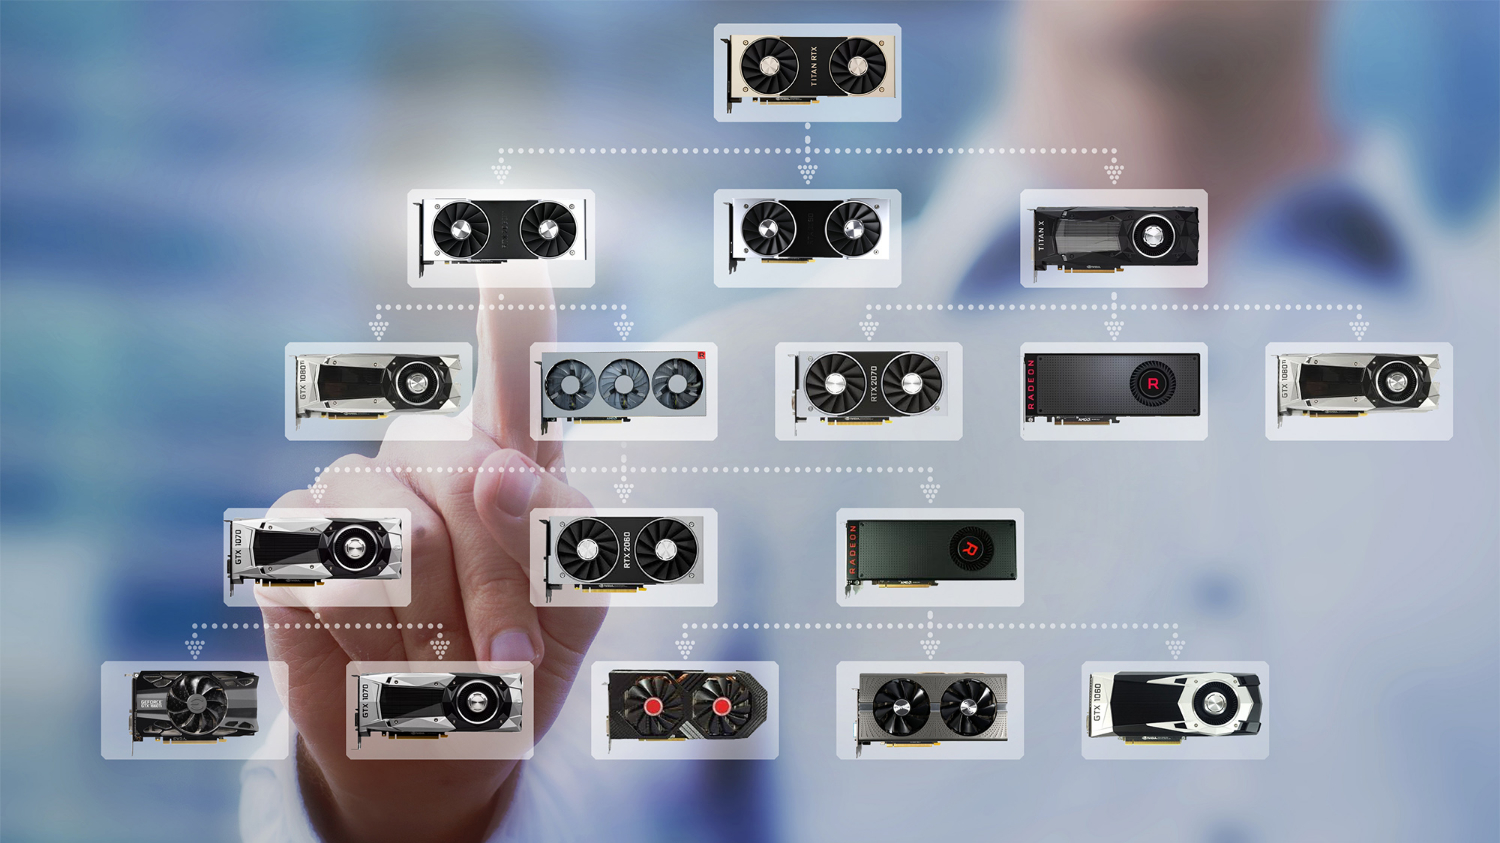 TITAN RTX
TITAN X
GTX 1080Ti
R
RTX 2070
RADEON
R
AMD
GTX 1080Ti
GTX 1070
RTX 2060
RADEON
R
GTX 1070
GTX 1060